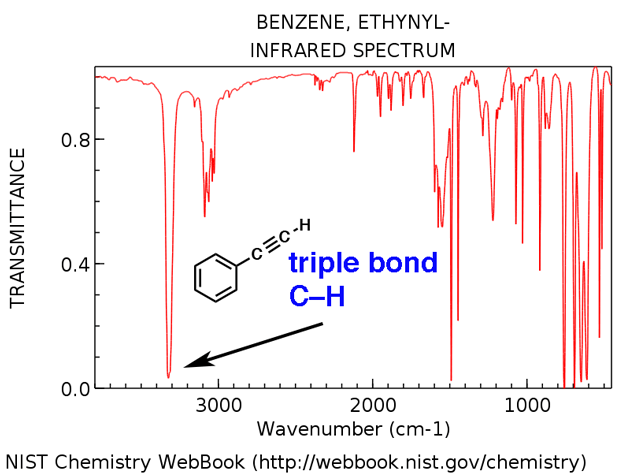 BENZENE, ETHYNYL-
INFRARED SPECTRUM
TRANSMITTANCE
0.8
0.4
0.0
C≡C-H
triple bond
C–H
3000
2000
1000
Wavenumber (cm-1)
NIST Chemistry WebBook (http://webbook.nist.gov/chemistry)